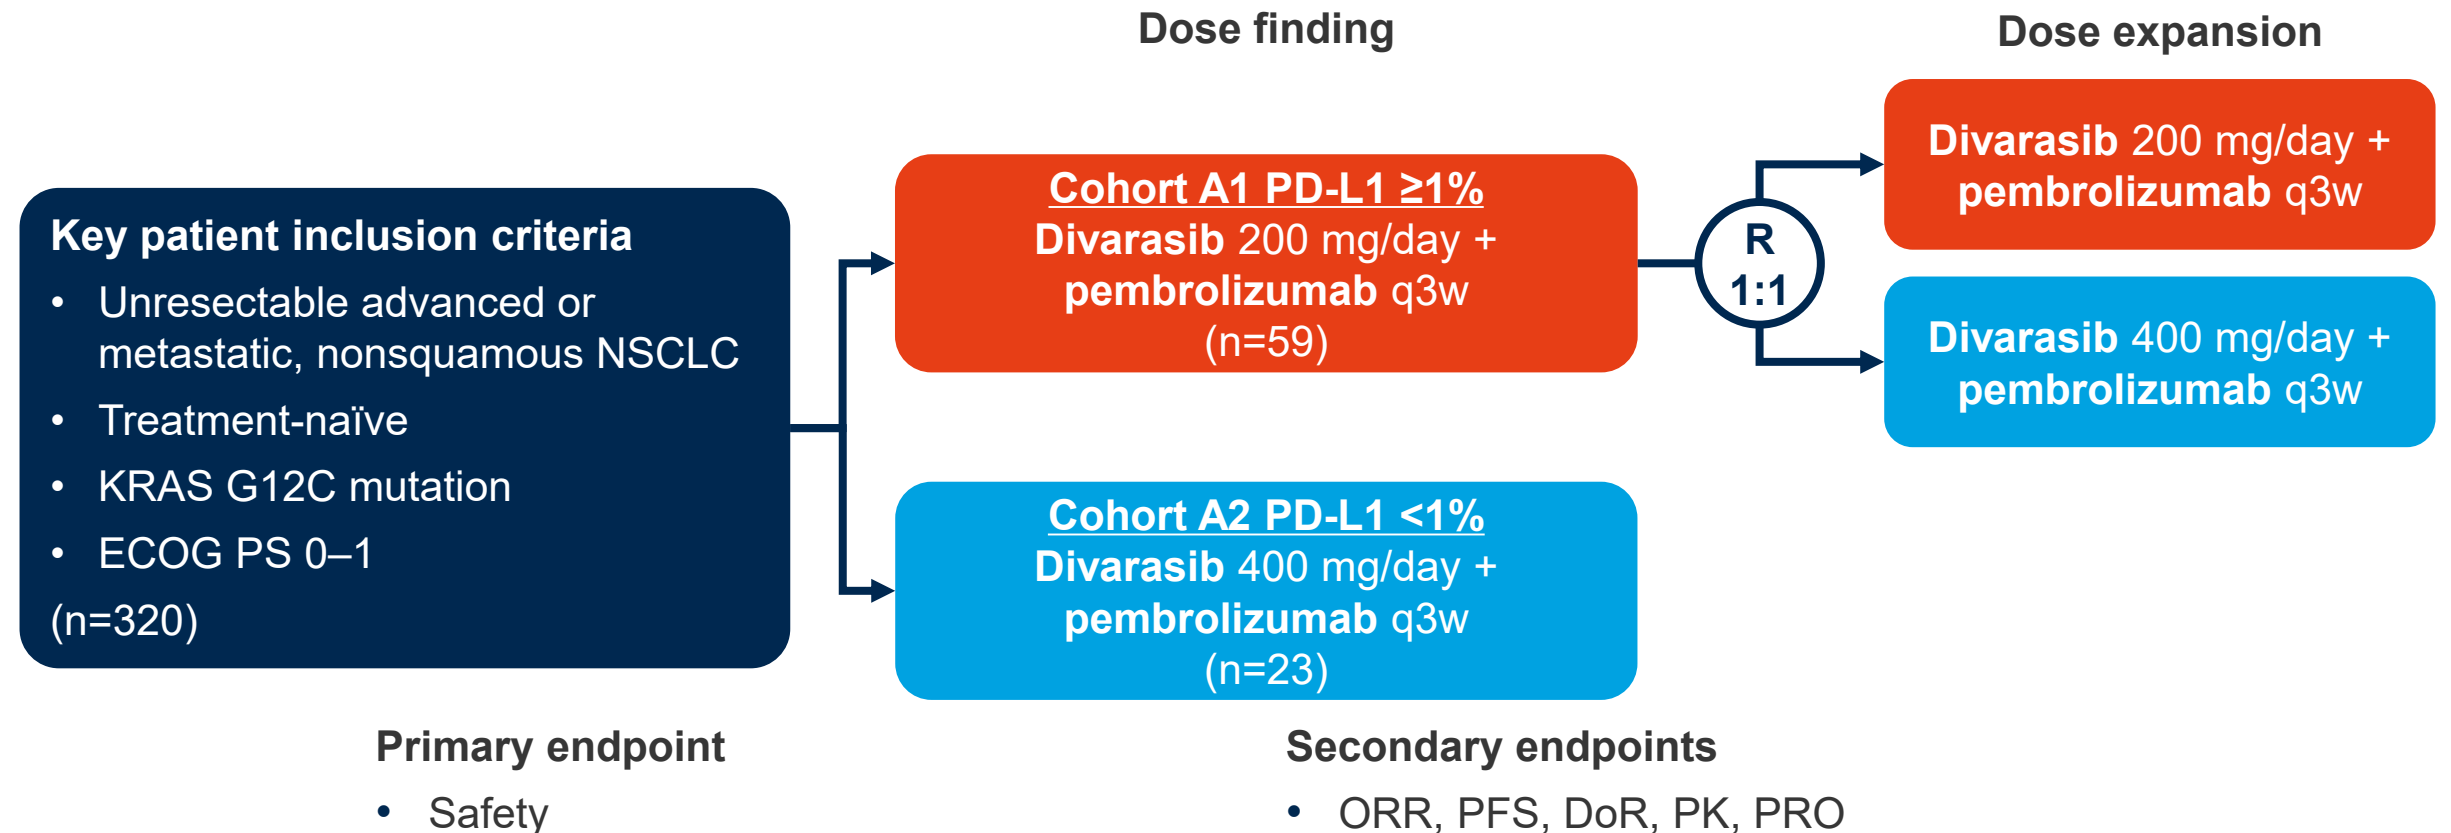 Dose finding
Dose expansion
Key patient inclusion criteria
• Unresectable advanced or
metastatic, nonsquamous NSCLC
• Treatment-naïve
• KRAS G12C mutation
• ECOG PS 0–1
(n=320)
Cohort A1 PD-L1 ≥1%
Divarasib 200 mg/day +
pembrolizumab q3w
(n=59)
Cohort A2 PD-L1 <1%
Divarasib 400 mg/day +
pembrolizumab q3w
(n=23)
R
1:1
Divarasib 200 mg/day +
pembrolizumab q3w
Divarasib 400 mg/day +
pembrolizumab q3w
Primary endpoint
• Safety
Secondary endpoints
• ORR, PFS, DoR, PK, PRO